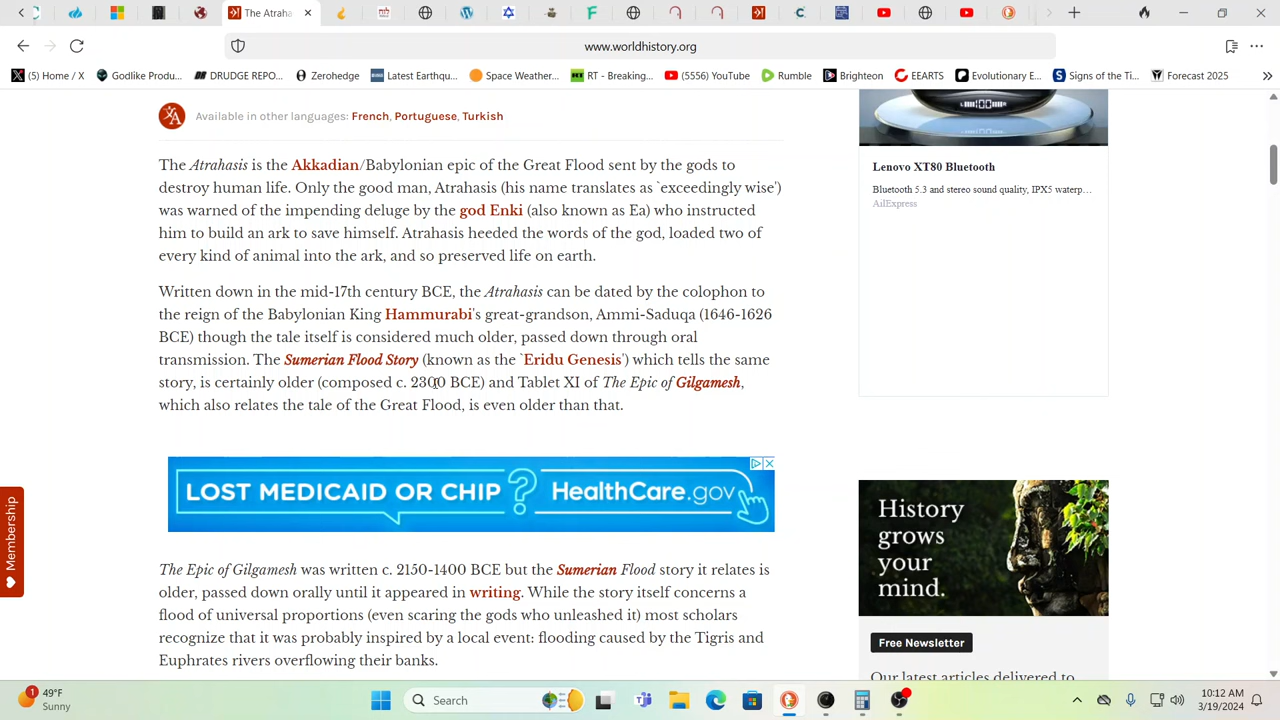 The Atrahas
www.worldhistory.org
(5) Home / X
Godlike Produ...
DRUDGE REPO...
Zerohedge
Latest Earthqu...
Space Weather...
RT - Breaking...
(5556) YouTube
Rumble
Brighteon
EEARTS
Evolutionary E...
Signs of the Ti...
Forecast 2025
Available in other languages: French, Portuguese, Turkish
The Atrahasis is the Akkadian/Babylonian epic of the Great Flood sent by the gods to
destroy human life. Only the good man, Atrahasis (his name translates as `exceedingly wise')
was warned of the impending deluge by the god Enki (also known as Ea) who instructed
him to build an ark to save himself. Atrahasis heeded the words of the god, loaded two of
every kind of animal into the ark, and so preserved life on earth.
Written down in the mid-17th century BCE, the Atrahasis can be dated by the colophon to
the reign of the Babylonian King Hammurabi's great-grandson, Ammi-Saduqa (1646-1626
BCE) though the tale itself is considered much older, passed down through oral
transmission. The Sumerian Flood Story (known as the `Eridu Genesis') which tells the same
story, is certainly older (composed c. 2300 BCE) and Tablet XI of The Epic of Gilgamesh,
which also relates the tale of the Great Flood, is even older than that.
LOST MEDICAID OR CHIP ? HealthCare.gov
The Epic of Gilgamesh was written c. 2150-1400 BCE but the Sumerian Flood story it relates is
older, passed down orally until it appeared in writing. While the story itself concerns a
flood of universal proportions (even scaring the gods who unleashed it) most scholars
recognize that it was probably inspired by a local event: flooding caused by the Tigris and
Euphrates rivers overflowing their banks.
Lenovo XT80 Bluetooth
Bluetooth 5.3 and stereo sound quality, IPX5 waterp...
AilExpress
History
grows
your
mind.
Free Newsletter
Our latest articles delivered to
Membership
1
49°F
Sunny
Search
10:12 AM
3/19/2024